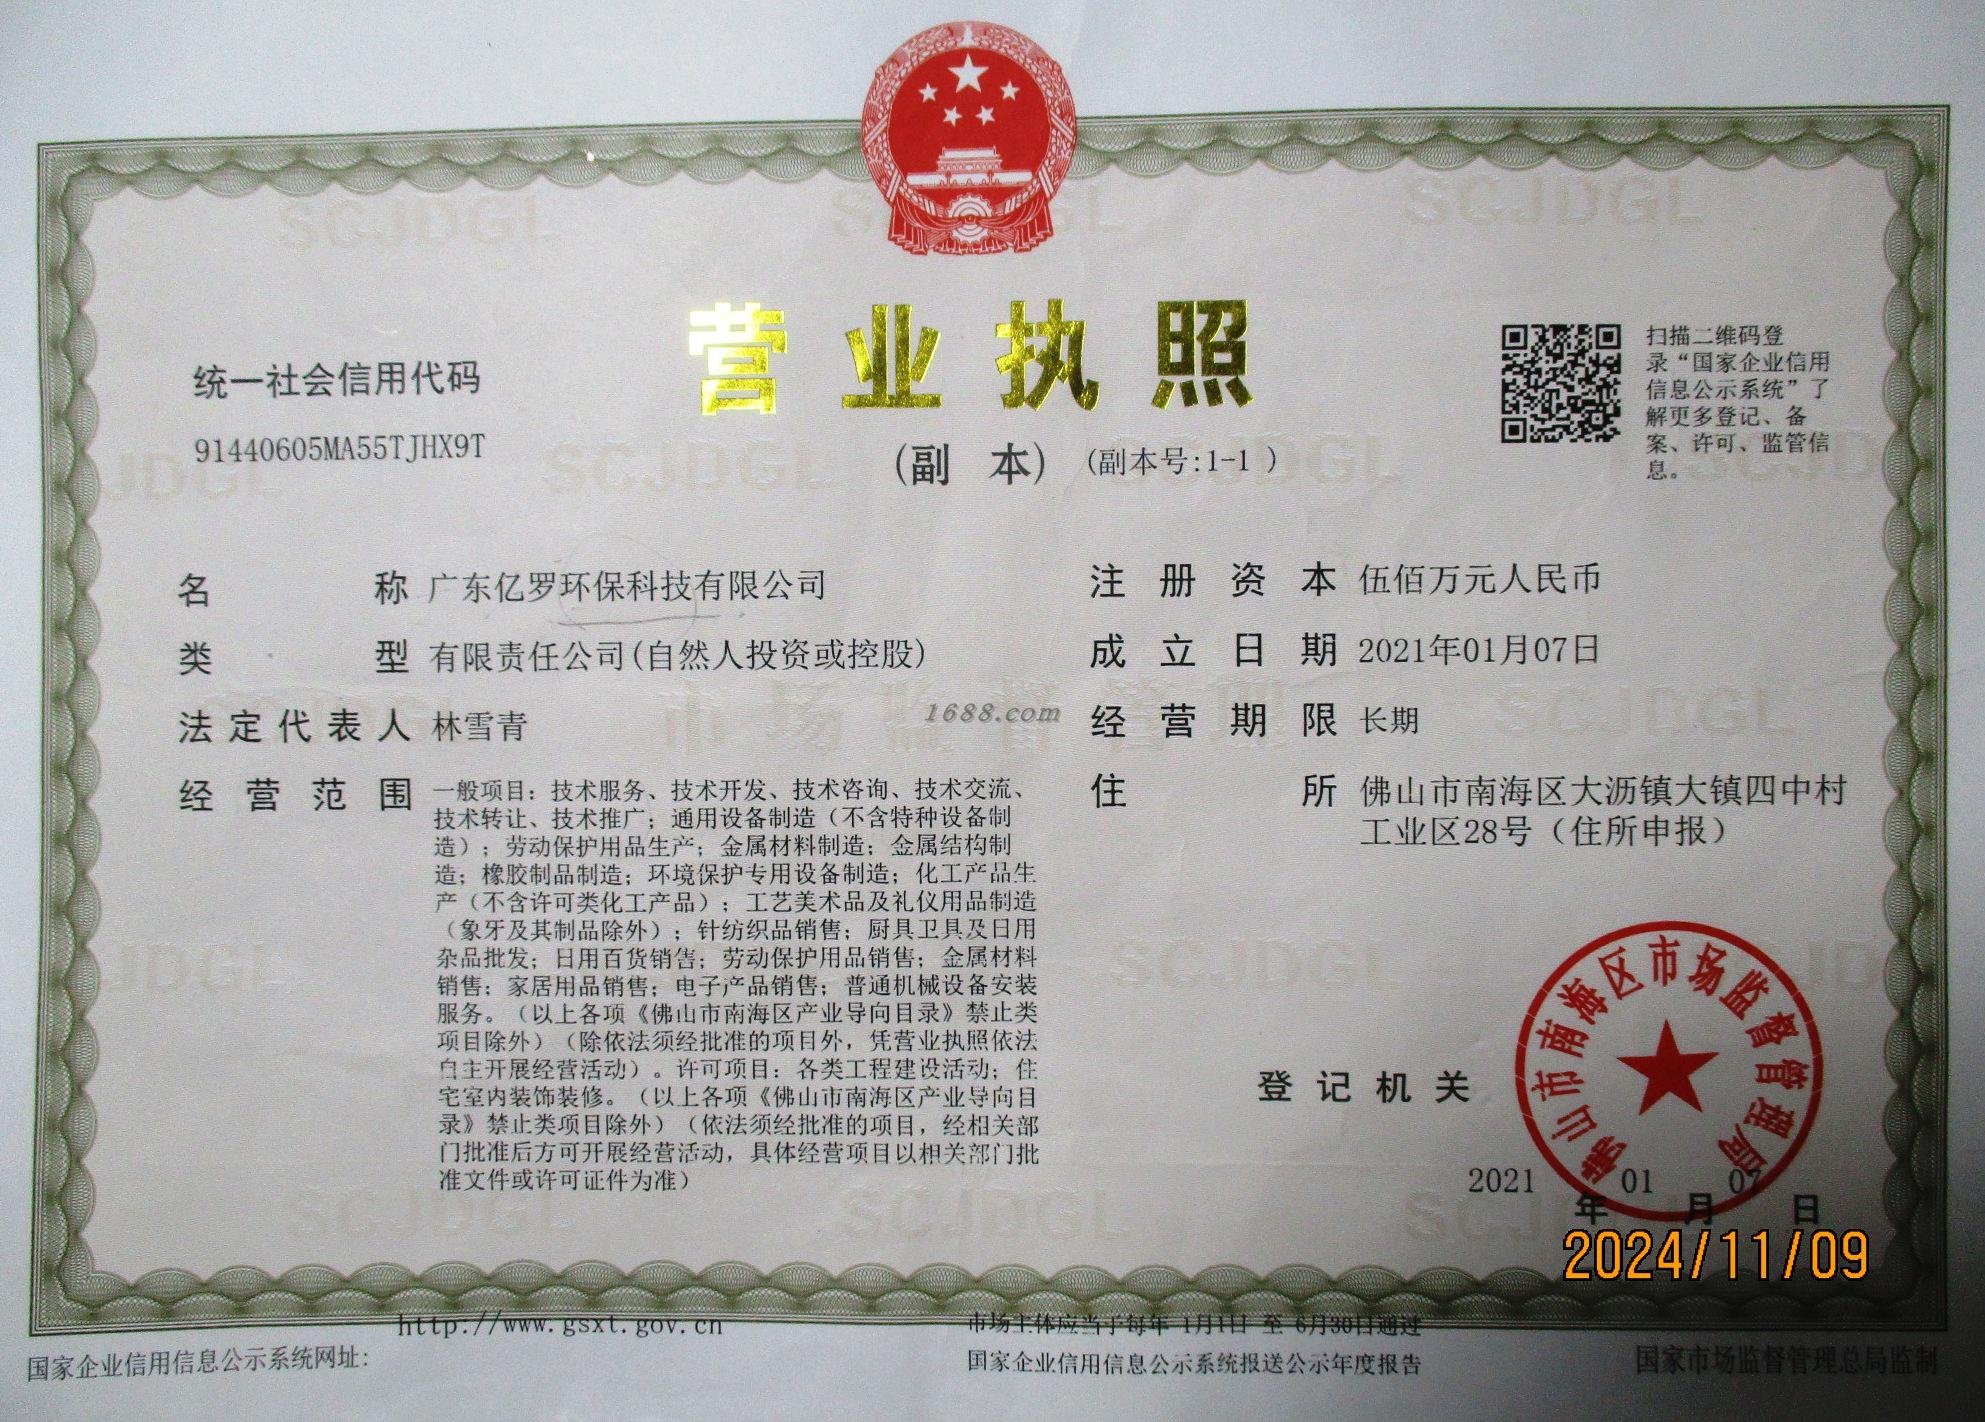 营业执照
(副 本) (副本号:1-1 )
统一社会信用代码
91440605MA55TJHX9T
扫描二维码登
录“国家企业信用
信息公示系统”了
解更多登记、备
案、许可、监管信
息。
名 称 广东亿罗环保科技有限公司
类 型 有限责任公司(自然人投资或控股)
法定代表人 林雪青
经营范围 一般项目：技术服务、技术开发、技术咨询、技术交流、
技术转让、技术推广；通用设备制造（不含特种设备制
造）；劳动保护用品生产；金属材料制造；金属结构制
造；橡胶制品制造；环境保护专用设备制造；化工产品生
产（不含许可类化工产品）；工艺美术品及礼仪用品制造
（象牙及其制品除外）；针纺织品销售；厨具卫具及日用
杂品批发；日用百货销售；劳动保护用品销售；金属材料
销售；家居用品销售；电子产品销售；普通机械设备安装
服务。（以上各项《佛山市南海区产业导向目录》禁止类
项目除外）（除依法须经批准的项目外，凭营业执照依法
自主开展经营活动）。许可项目：各类工程建设活动；住
宅室内装饰装修。（以上各项《佛山市南海区产业导向目
录》禁止类项目除外）（依法须经批准的项目，经相关部
门批准后方可开展经营活动，具体经营项目以相关部门批
准文件或许可证件为准）
注册资本 伍佰万元人民币
成立日期 2021年01月07日
经营期限 长期
住 所 佛山市南海区大沥镇大镇四中村
工业区28号（住所申报）
1688.com
登记机关
佛山市南海区市场监督管理局
2021 年 01 月 07 日
2024/11/09
http://www.gsxt.gov.cn
国家企业信用信息公示系统网址:
市场主体应当于每年 1月1日 至 6月30日通过
国家企业信用信息公示系统报送公示年度报告
国家市场监督管理总局监制
SCJDGL
SCJDGL
SCJDGL
SCJDGL
市场监督管理
SCJDGL
SCJDGL
SCJDGL
SCJDGL